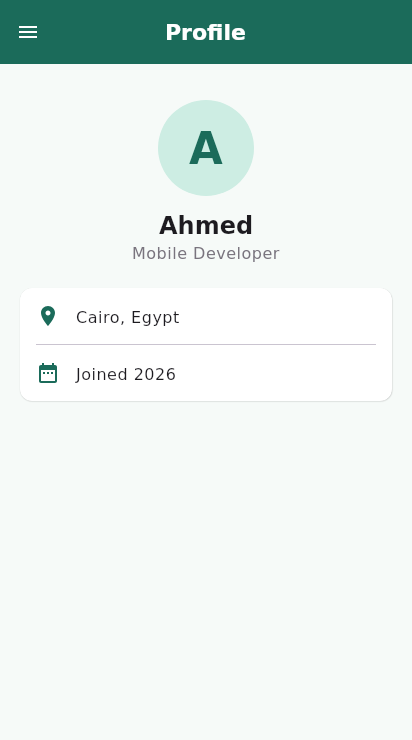 Profile
A
Ahmed
Mobile Developer
Cairo, Egypt
Joined 2026